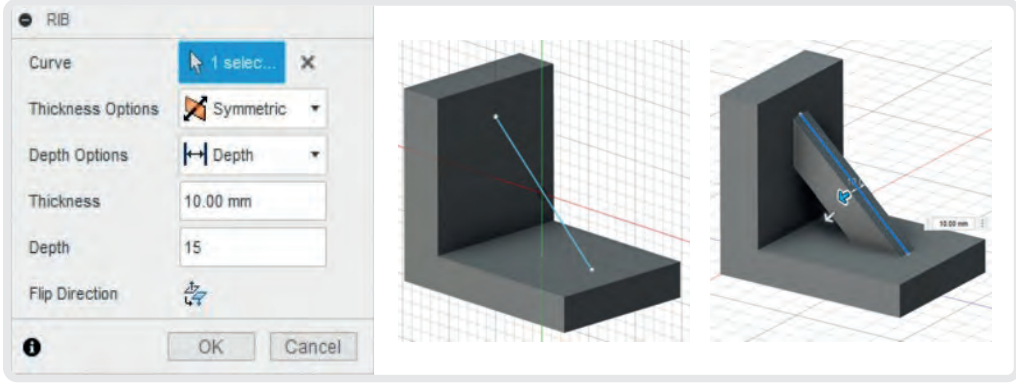 RIB
Curve 1 selec...
Thickness Options Symmetric
Depth Options Depth
Thickness 10.00 mm
Depth 15
Flip Direction
OK Cancel
10.00 mm